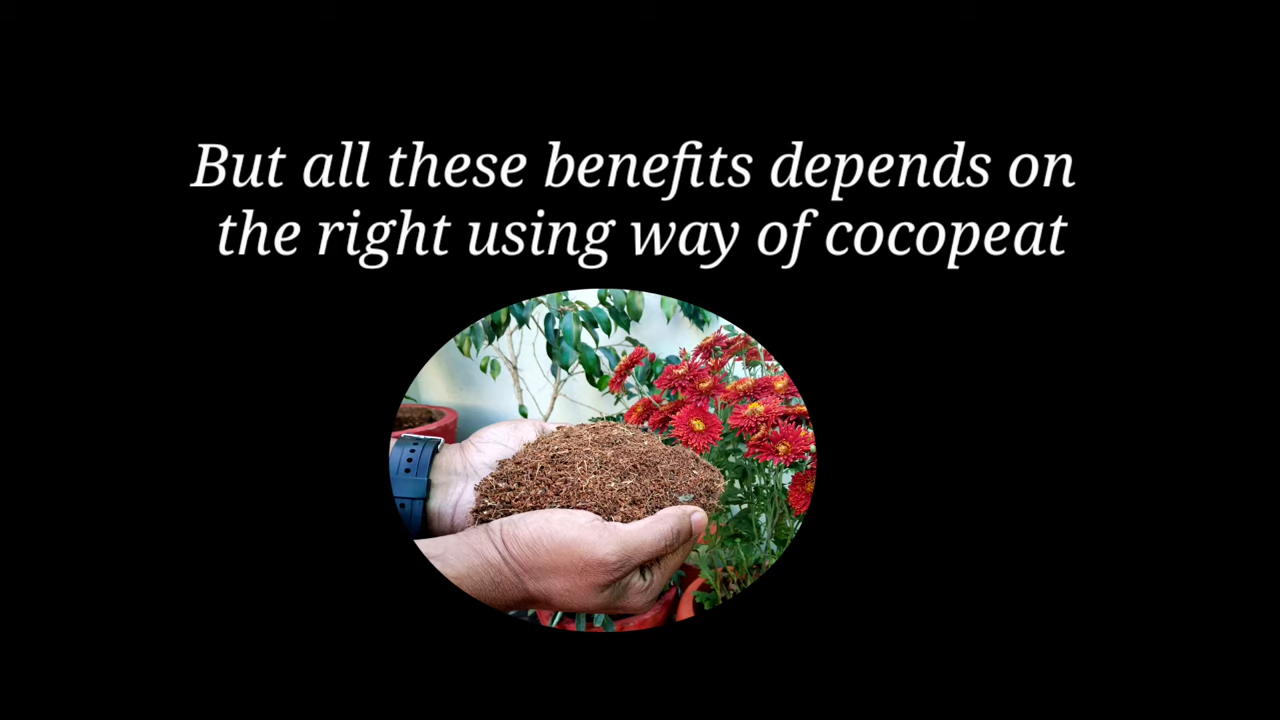 But all these benefits depends on
the right using way of cocopeat